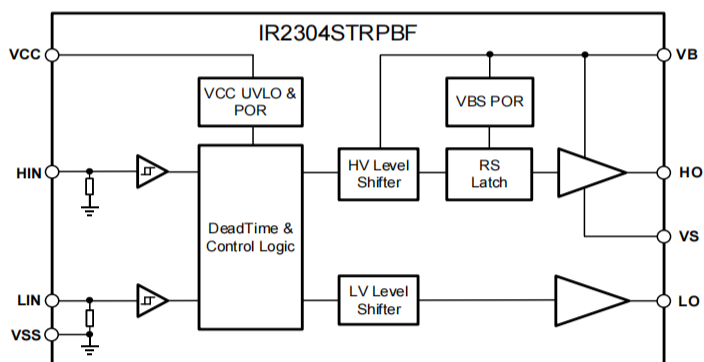 IR2304STRPBF
VCC
VB
VCC UVLO &
POR
VBS POR
HIN
HV Level
Shifter
RS
Latch
HO
DeadTime &
Control Logic
VS
LIN
LV Level
Shifter
LO
VSS